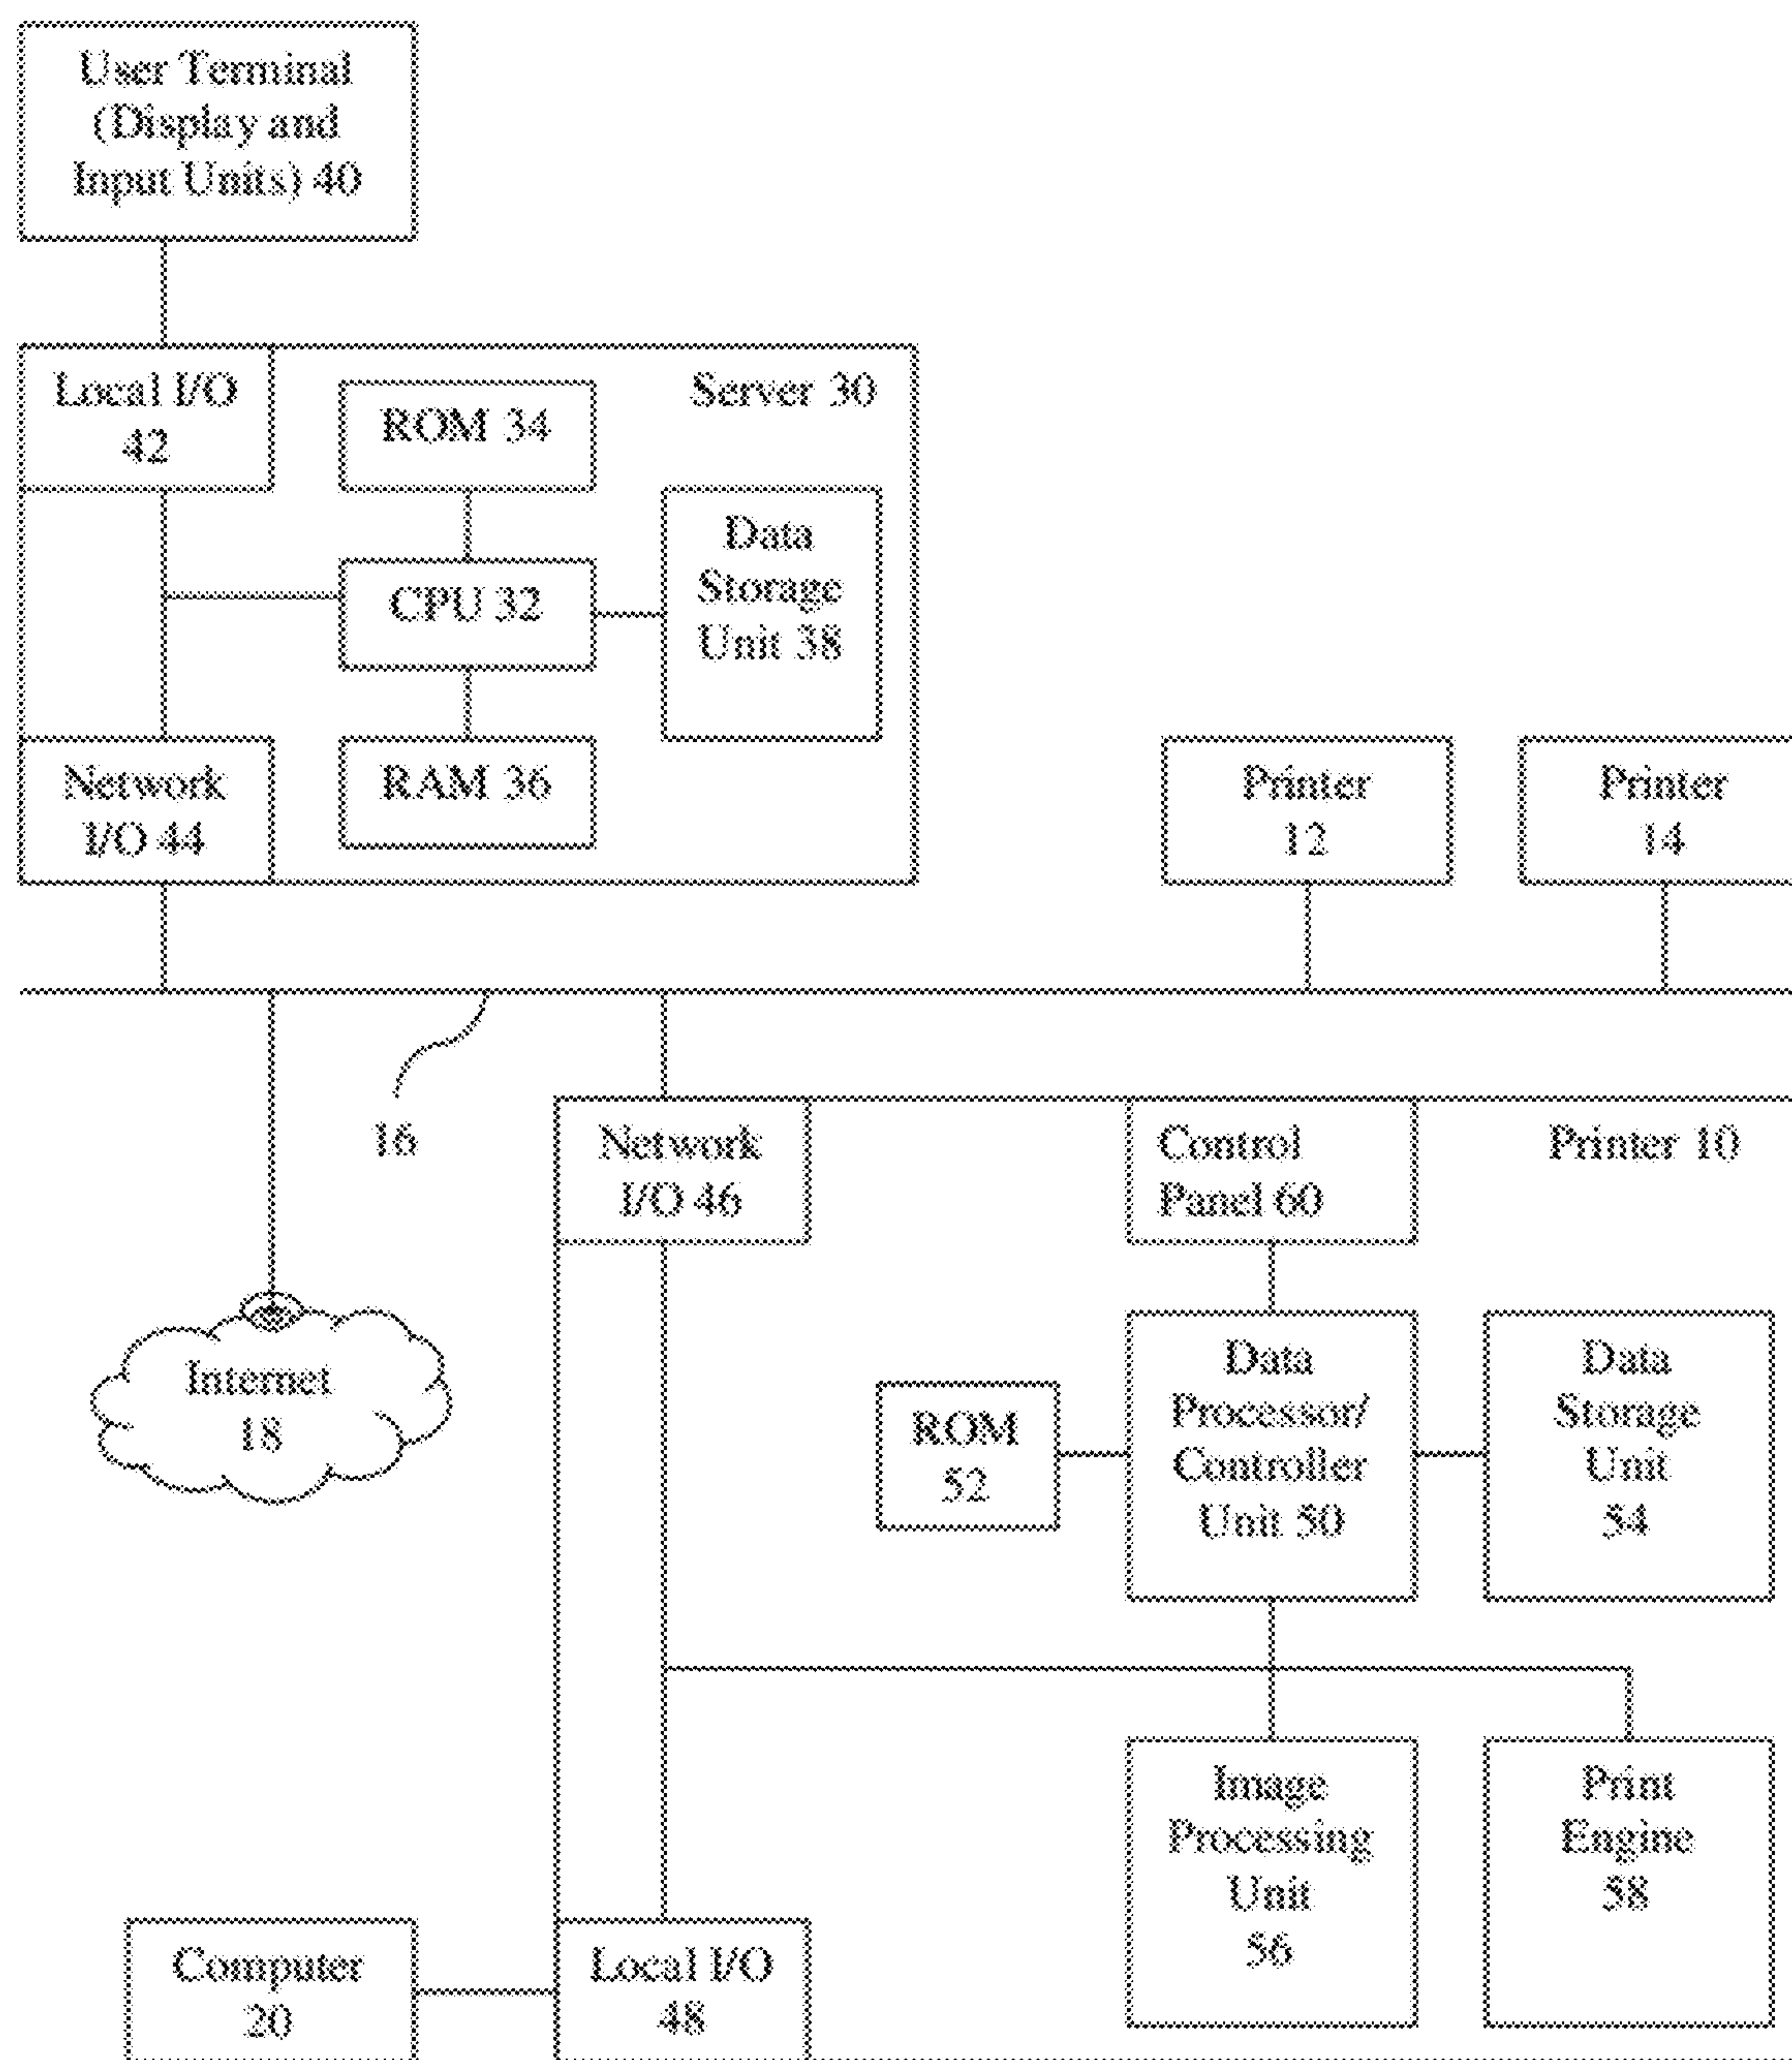 User Terminal
(Display and
Input Units) 40
Local I/O
42
ROM 34
Server 30
Data
Storage
Unit 38
CPU 32
Network
I/O 44
RAM 36
Printer
12
Printer
14
16
Network
I/O 46
Control
Panel 60
Printer 10
Internet
18
ROM
52
Data
Processor/
Controller
Unit 50
Data
Storage
Unit
54
Image
Processing
Unit
56
Print
Engine
58
Computer
20
Local I/O
48